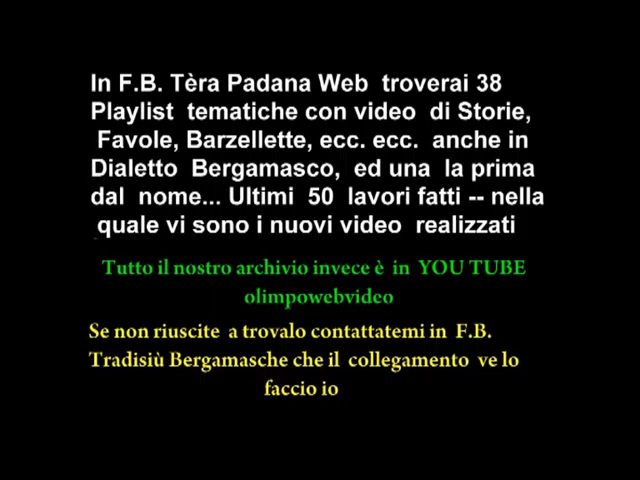 In F.B. Tèra Padana Web troverai 38
Playlist tematiche con video di Storie,
Favole, Barzellette, ecc. ecc. anche in
Dialetto Bergamasco, ed una la prima
dal nome... Ultimi 50 lavori fatti -- nella
quale vi sono i nuovi video realizzati
Tutto il nostro archivio invece è in YOU TUBE
olimpowebvideo
Se non riuscite a trovalo contattatemi in F.B.
Tradisiù Bergamasche che il collegamento ve lo
faccio io